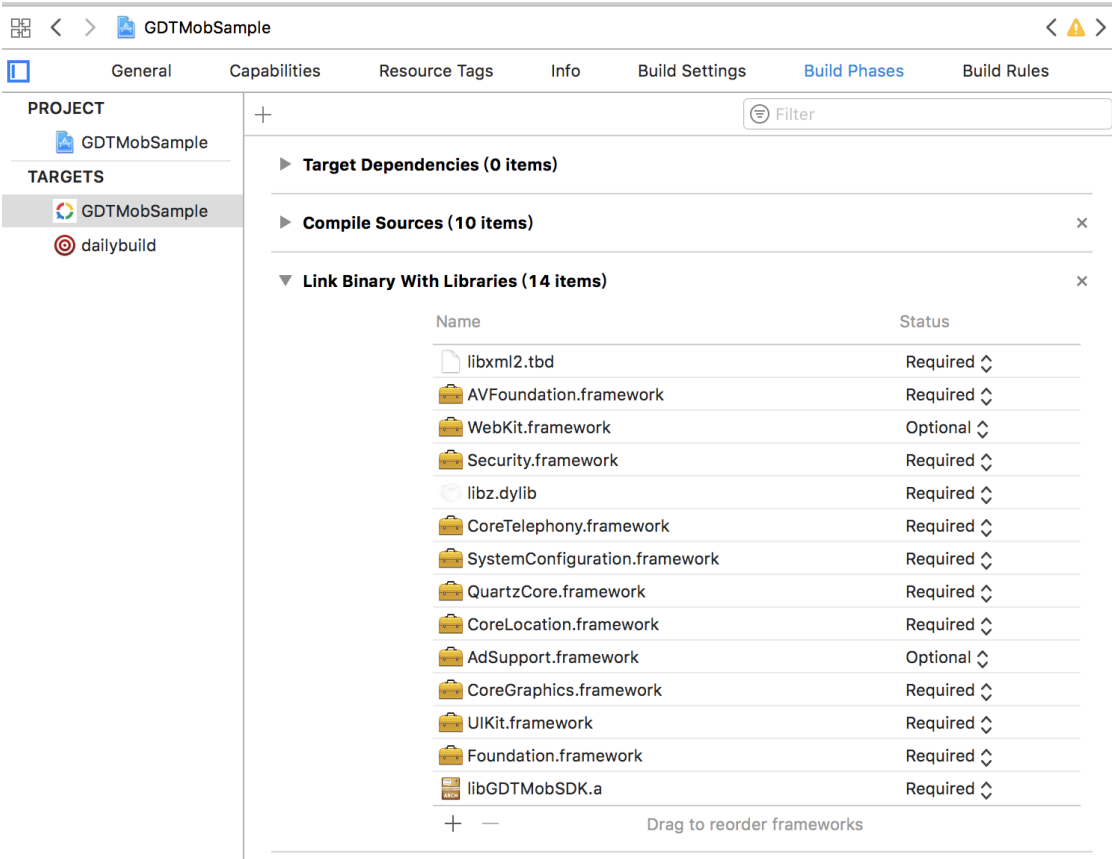 GDTMobSample
General Capabilities Resource Tags Info Build Settings Build Phases Build Rules
PROJECT
GDTMobSample
TARGETS
GDTMobSample
dailybuild
Filter
Target Dependencies (0 items)
Compile Sources (10 items)
Link Binary With Libraries (14 items)
Name Status
libxml2.tbd Required
AVFoundation.framework Required
WebKit.framework Optional
Security.framework Required
libz.dylib Required
CoreTelephony.framework Required
SystemConfiguration.framework Required
QuartzCore.framework Required
CoreLocation.framework Required
AdSupport.framework Optional
CoreGraphics.framework Required
UIKit.framework Required
Foundation.framework Required
libGDTMobSDK.a Required
Drag to reorder frameworks